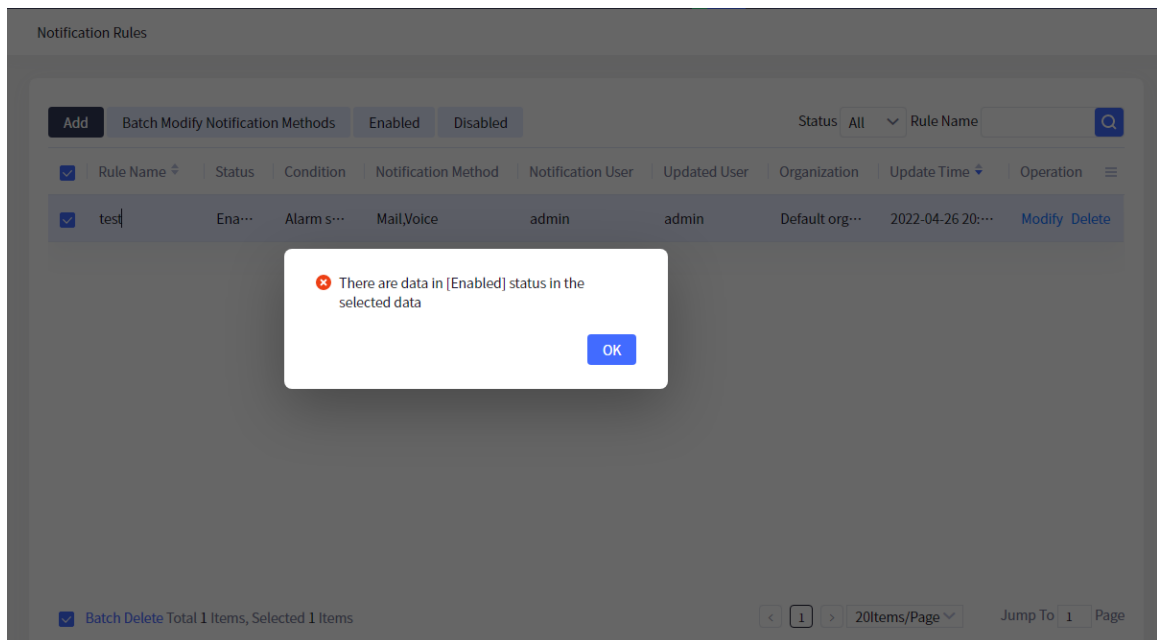 Notification Rules
Add Batch Modify Notification Methods Enabled Disabled Status All Rule Name
Rule Name Status Condition Notification Method Notification User Updated User Organization Update Time Operation
test Ena··· Alarm s··· Mail,Voice admin admin Default org··· 2022-04-26 20:··· Modify Delete
There are data in [Enabled] status in the
selected data
OK
Batch Delete Total 1 Items, Selected 1 Items < 1 > 20Items/Page Jump To 1 Page